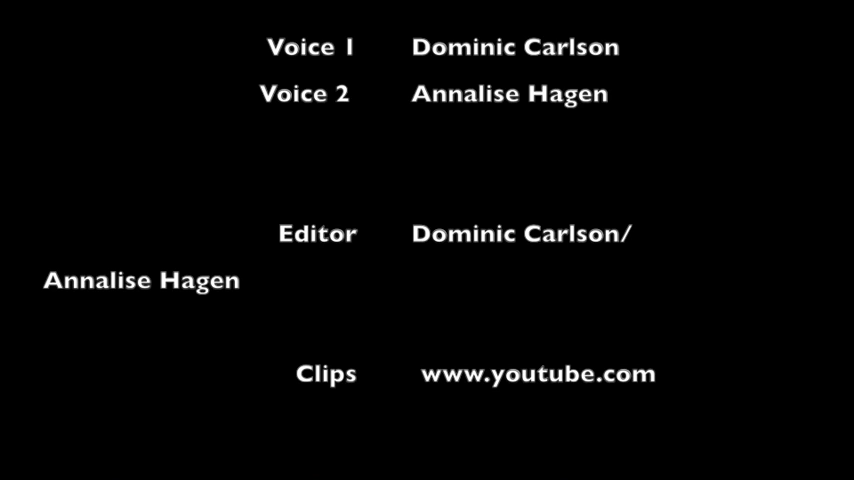 Voice 1 Dominic Carlson
Voice 2 Annalise Hagen
Editor Dominic Carlson/
Annalise Hagen
Clips www.youtube.com